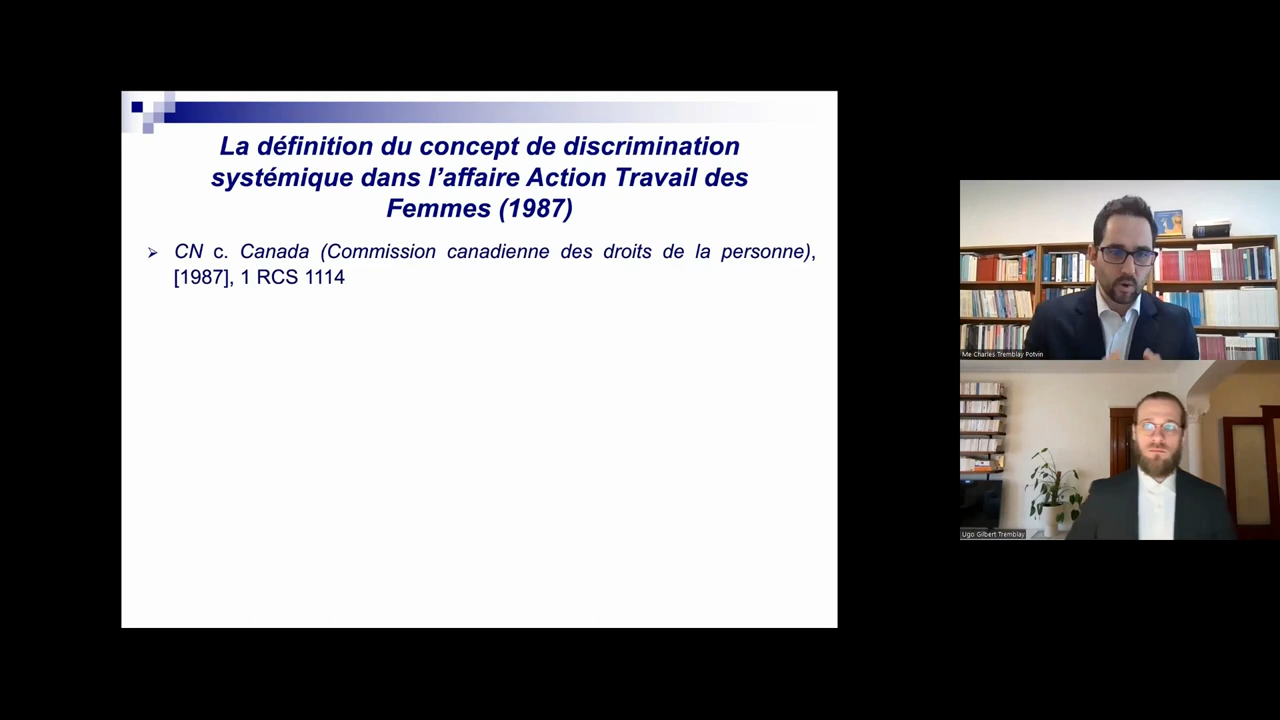 La définition du concept de discrimination
systémique dans l’affaire Action Travail des
Femmes (1987)
CN c. Canada (Commission canadienne des droits de la personne),
[1987], 1 RCS 1114
Me Charles Tremblay Potvin
Ugo Gilbert Tremblay